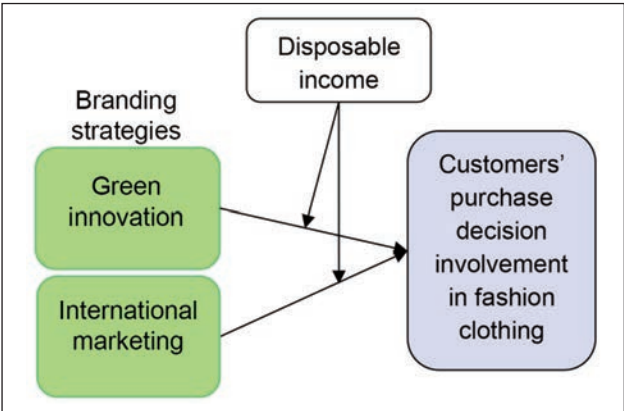 Disposable
income
Branding
strategies
Green
innovation
International
marketing
Customers’
purchase
decision
involvement
in fashion
clothing